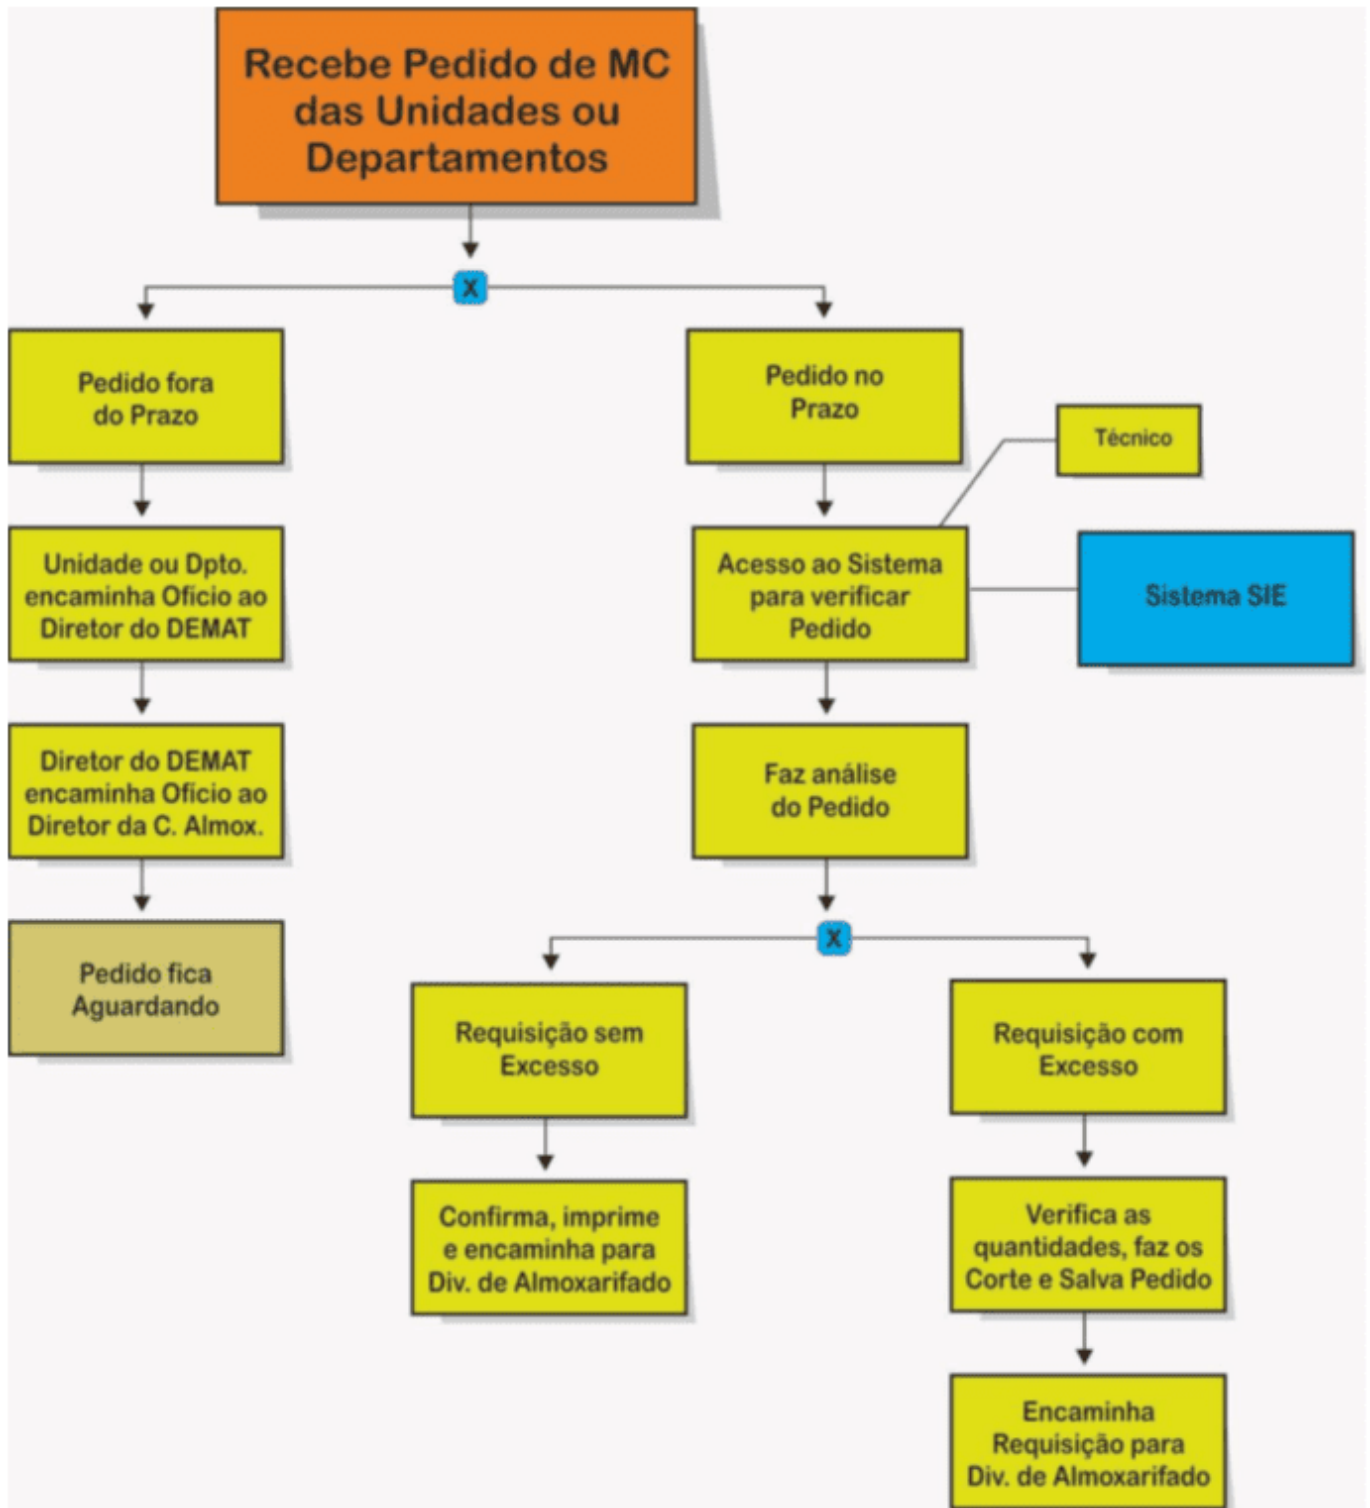 Recebe Pedido de MC
das Unidades ou
Departamentos
X
Pedido fora
do Prazo
Pedido no
Prazo
Técnico
Unidade ou Dpto.
encaminha Ofício ao
Diretor do DEMAT
Acesso ao Sistema
para verificar
Pedido
Sistema SIE
Diretor do DEMAT
encaminha Ofício ao
Diretor da C. Almox.
Faz análise
do Pedido
Pedido fica
Aguardando
X
Requisição sem
Excesso
Requisição com
Excesso
Confirma, imprime
e encaminha para
Div. de Almoxarifado
Verifica as
quantidades, faz os
Corte e Salva Pedido
Encaminha
Requisição para
Div. de Almoxarifado